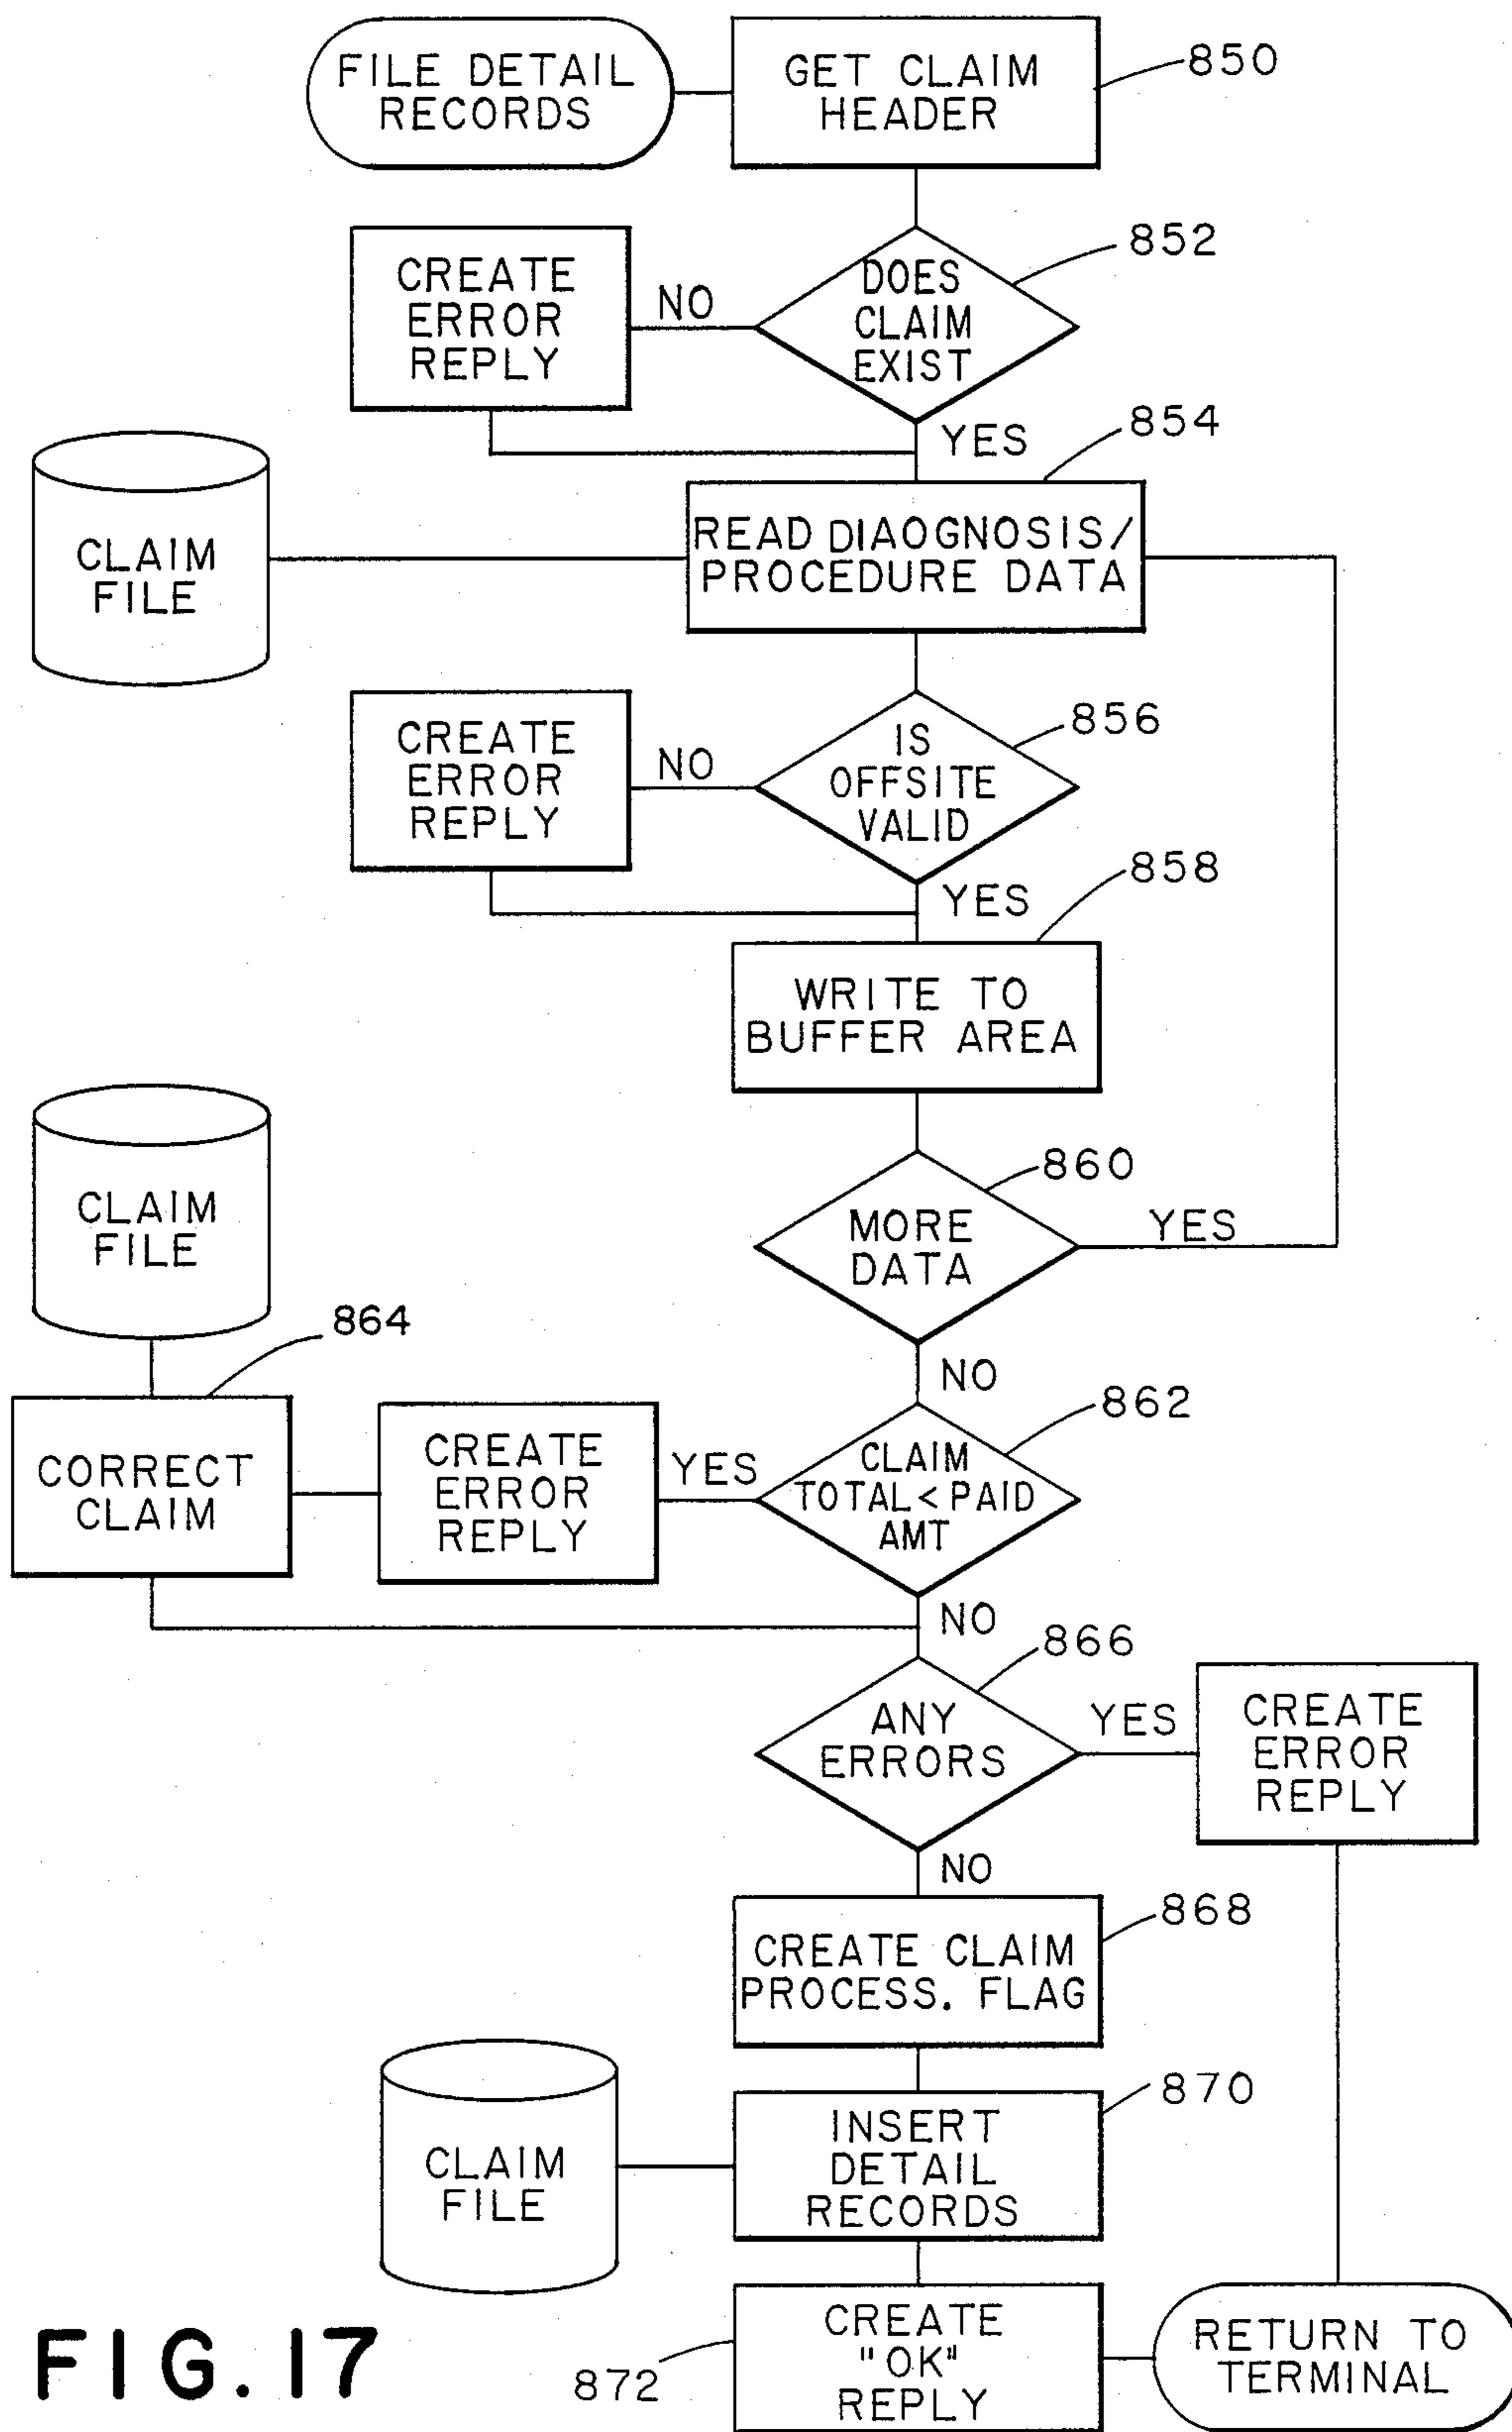 FILE DETAIL
RECORDS
GET CLAIM
HEADER
850
CREATE
ERROR
REPLY
NO
DOES
CLAIM
EXIST
852
YES
854
CLAIM
FILE
READ DIAOGNOSIS/
PROCEDURE DATA
CREATE
ERROR
REPLY
NO
IS
OFFSITE
VALID
856
YES
858
WRITE TO
BUFFER AREA
CLAIM
FILE
860
MORE
DATA
YES
NO
864
CORRECT
CLAIM
CREATE
ERROR
REPLY
YES
CLAIM
TOTAL < PAID
AMT
862
NO
866
ANY
ERRORS
YES
CREATE
ERROR
REPLY
NO
868
CREATE CLAIM
PROCESS. FLAG
CLAIM
FILE
870
INSERT
DETAIL
RECORDS
872
CREATE
"OK"
REPLY
RETURN TO
TERMINAL
FIG. 17